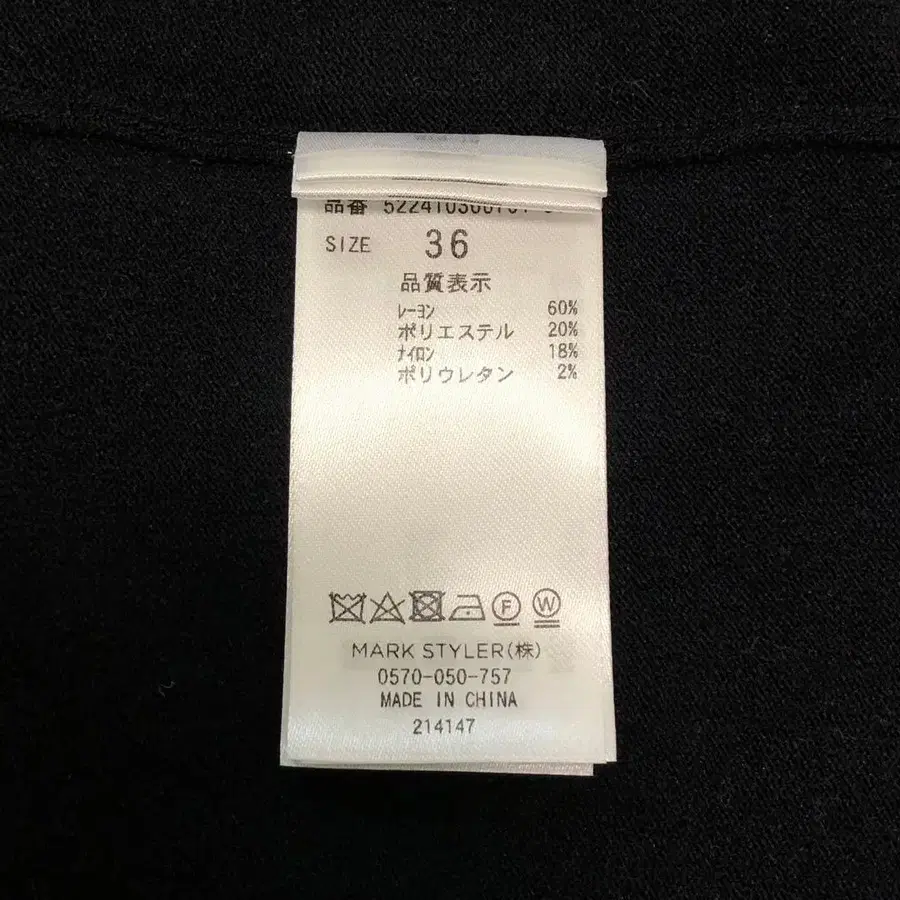 品番
SIZE 36
品質表示
レーヨン 60%
ポリエステル 20%
ナイロン 18%
ポリウレタン 2%
F W
MARK STYLER(株)
0570-050-757
MADE IN CHINA
214147